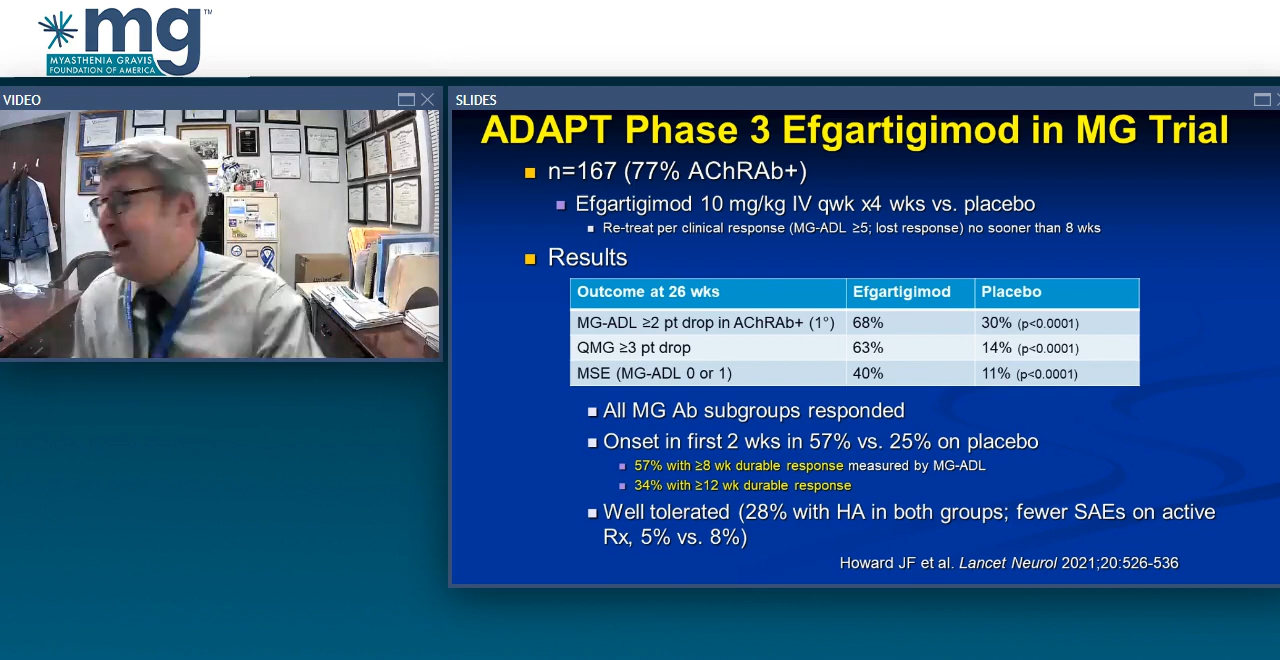 mg™
MYASTHENIA GRAVIS
FOUNDATION OF AMERICA
VIDEO
SLIDES
ADAPT Phase 3 Efgartigimod in MG Trial
n=167 (77% AChRAb+)
Efgartigimod 10 mg/kg IV qwk x4 wks vs. placebo
Re-treat per clinical response (MG-ADL ≥5; lost response) no sooner than 8 wks
Results
Outcome at 26 wks Efgartigimod Placebo
MG-ADL ≥2 pt drop in AChRAb+ (1°) 68% 30% (p<0.0001)
QMG ≥3 pt drop 63% 14% (p<0.0001)
MSE (MG-ADL 0 or 1) 40% 11% (p<0.0001)
All MG Ab subgroups responded
Onset in first 2 wks in 57% vs. 25% on placebo
57% with ≥8 wk durable response measured by MG-ADL
34% with ≥12 wk durable response
Well tolerated (28% with HA in both groups; fewer SAEs on active
Rx, 5% vs. 8%)
Howard JF et al. Lancet Neurol 2021;20:526-536